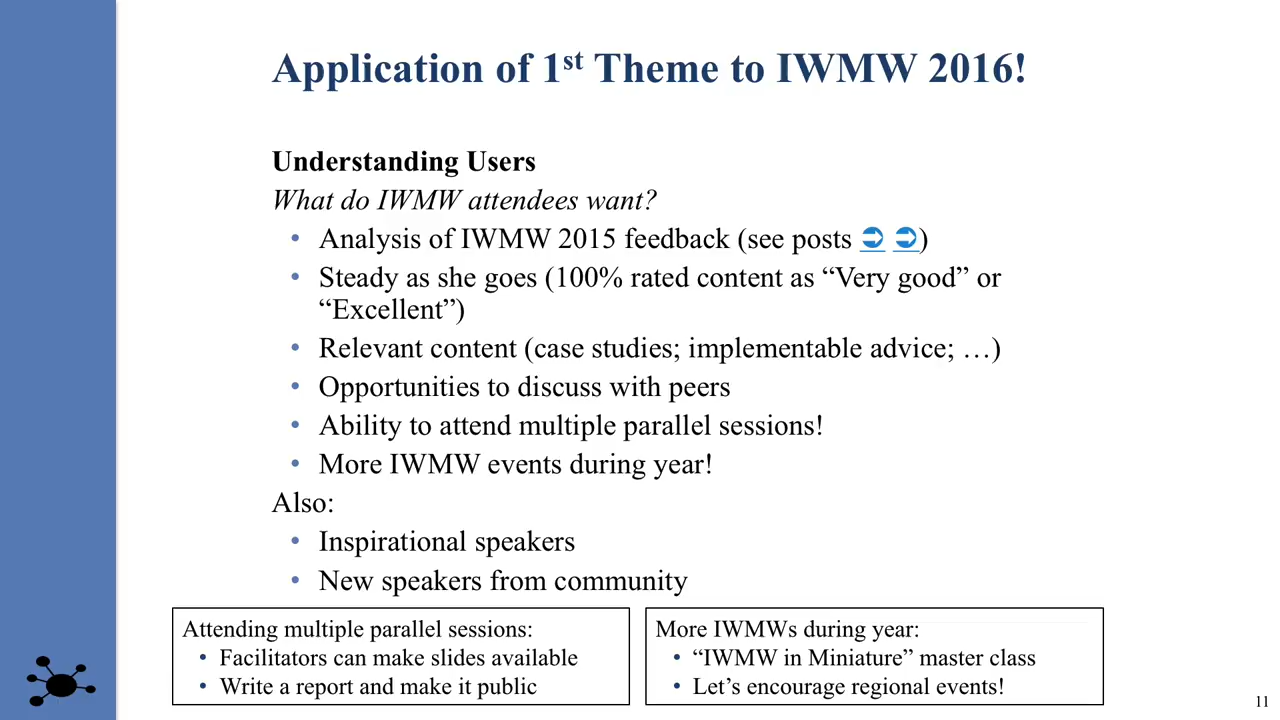 Application of 1st Theme to IWMW 2016!
Understanding Users
What do IWMW attendees want?
• Analysis of IWMW 2015 feedback (see posts ➲ ➲)
• Steady as she goes (100% rated content as “Very good” or
“Excellent”)
• Relevant content (case studies; implementable advice; …)
• Opportunities to discuss with peers
• Ability to attend multiple parallel sessions!
• More IWMW events during year!
Also:
• Inspirational speakers
• New speakers from community
Attending multiple parallel sessions:
• Facilitators can make slides available
• Write a report and make it public
More IWMWs during year:
• “IWMW in Miniature” master class
• Let’s encourage regional events!
11